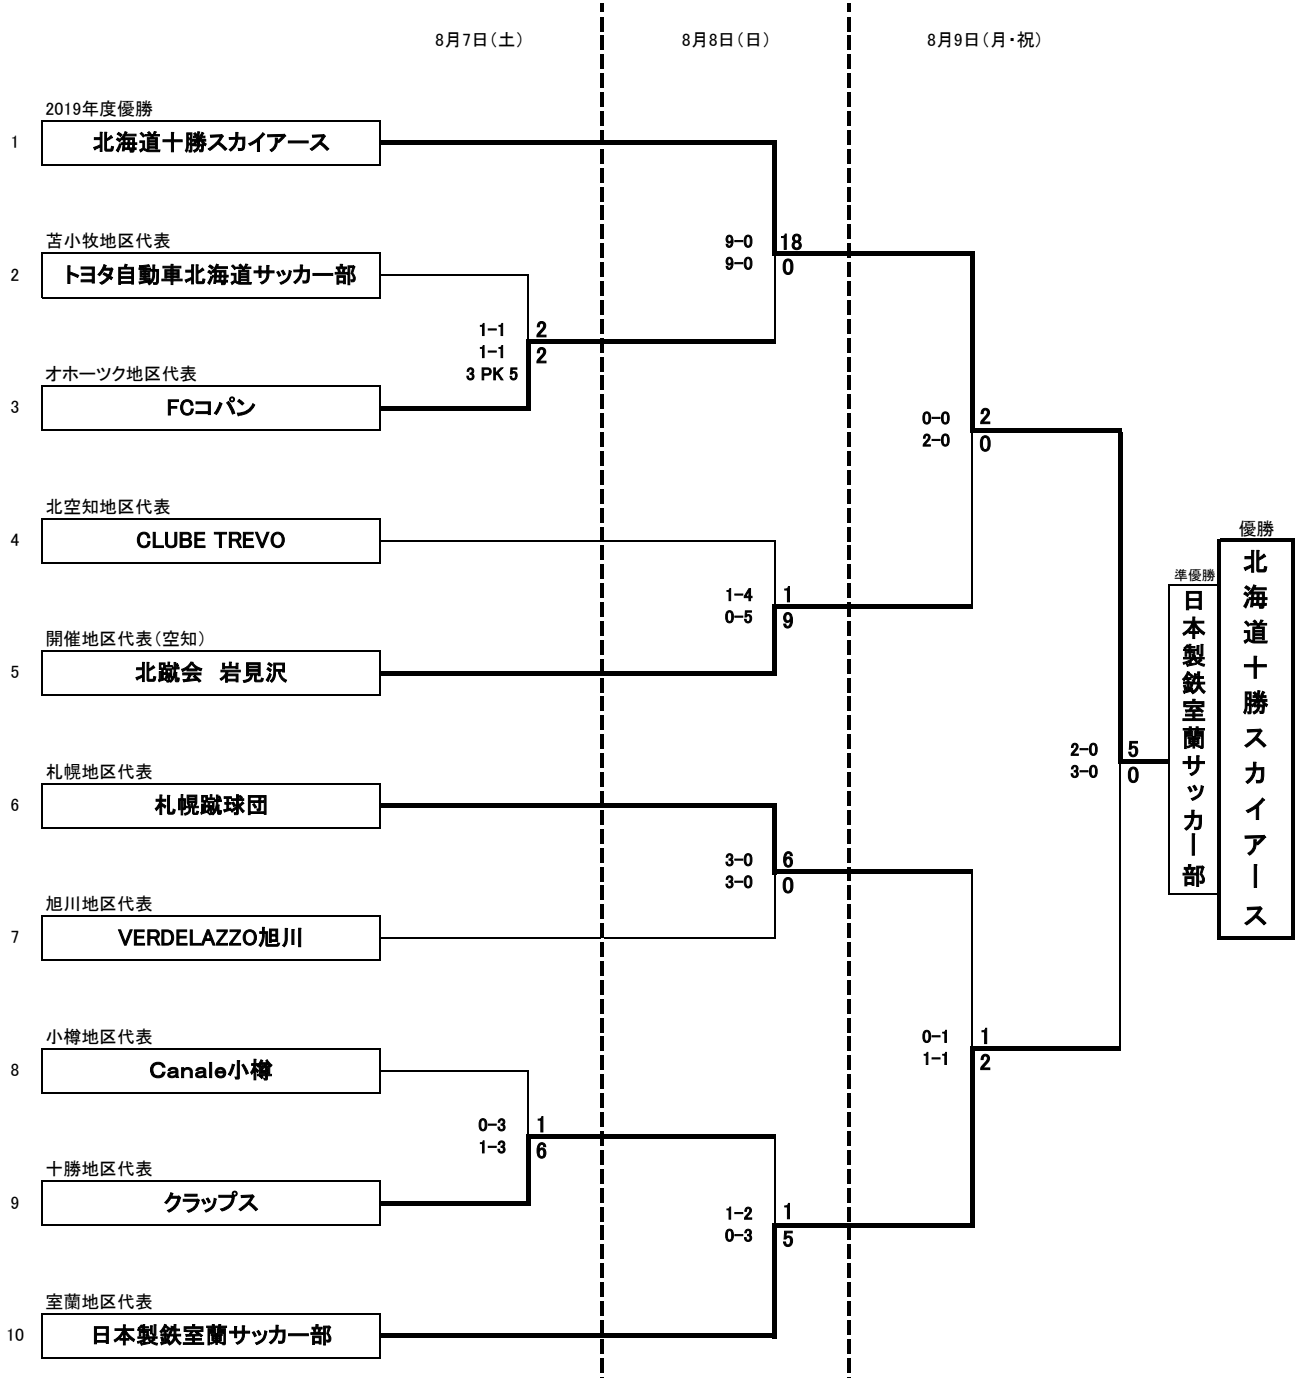 8月7日(土)
8月8日(日)
8月9日(月・祝)
2019年度優勝
1 北海道十勝スカイアース
9-0 18
9-0 0
苫小牧地区代表
2 トヨタ自動車北海道サッカー部
1-1 2
1-1 2
3 PK 5
オホーツク地区代表
3 FCコパン
0-0 2
2-0 0
北空知地区代表
4 CLUBE TREVO
1-4 1
0-5 9
開催地区代表(空知)
5 北蹴会 岩見沢
優勝
北海道十勝スカイアース
準優勝
日本製鉄室蘭サッカー部
2-0 5
3-0 0
札幌地区代表
6 札幌蹴球団
3-0 6
3-0 0
旭川地区代表
7 VERDELAZZO旭川
小樽地区代表
8 Canale小樽
0-1 1
1-1 2
0-3 1
1-3 6
十勝地区代表
9 クラップス
1-2 1
0-3 5
室蘭地区代表
10 日本製鉄室蘭サッカー部